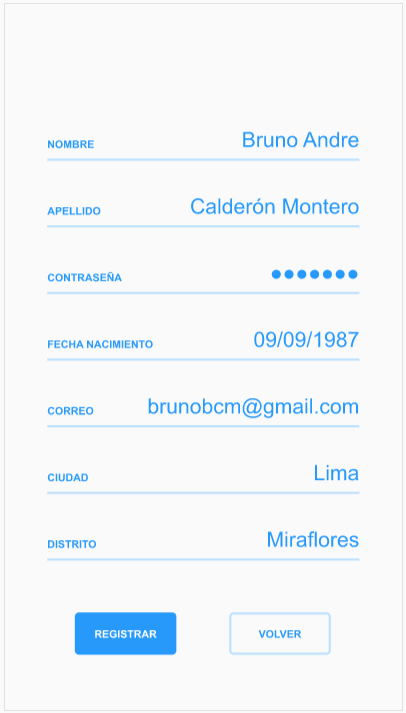 NOMBRE Bruno Andre
APELLIDO Calderón Montero
CONTRASEÑA •••••••
FECHA NACIMIENTO 09/09/1987
CORREO brunobcm@gmail.com
CIUDAD Lima
DISTRITO Miraflores
REGISTRAR VOLVER